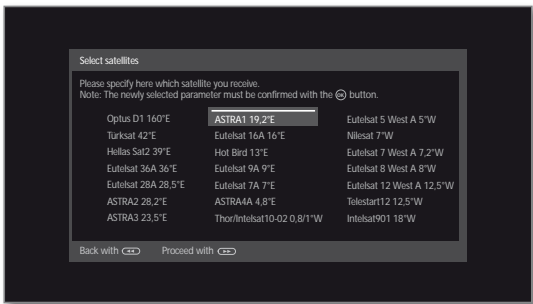 Select satellites
Please specify here which satellite you receive.
Note: The newly selected parameter must be confirmed with the OK button.
Optus D1 160°E
ASTRA1 19,2°E
Eutelsat 5 West A 5°W
Türksat 42°E
Eutelsat 16A 16°E
Nilesat 7°W
Hellas Sat2 39°E
Hot Bird 13°E
Eutelsat 7 West A 7,2°W
Eutelsat 36A 36°E
Eutelsat 9A 9°E
Eutelsat 8 West A 8°W
Eutelsat 28A 28,5°E
Eutelsat 7A 7°E
Eutelsat 12 West A 12,5°W
ASTRA2 28,2°E
ASTRA4A 4,8°E
Telestart12 12,5°W
ASTRA3 23,5°E
Thor/Intelsat10-02 0,8/1°W
Intelsat901 18°W
Back with Proceed with